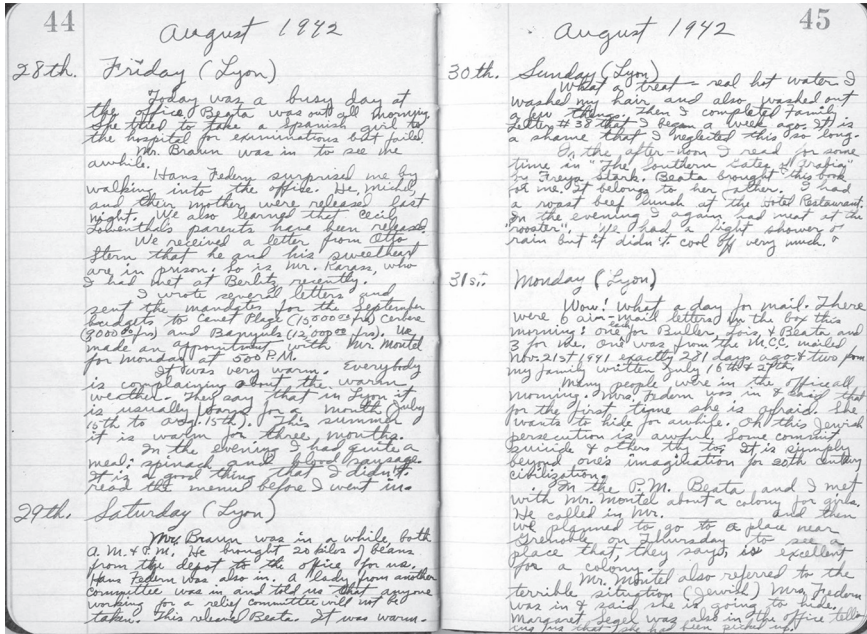 44
August 1942
28th. Friday (Lyon)
Today was a busy day at
the office. Beata was out all morning.
She tried to take a Spanish girl to
the hospital for examinations but failed.
Mr. Braun was in to see me
awhile.
Hans Federn surprised me by
walking into the office. He, Michel
and their mother were released last
night. We also learned that Cecil
Lowenthal's parents have been released.
We received a letter from Otto
Stern that he and his sweetheart
are in prison. So is Mr. Karass, who
I had met at Berlitz recently.
I wrote several letters and
sent the mandates for the September
budgets to Canet Plage
and Banyuls We
made an appointment with Mr. Montel
for Monday at 5:00 P.M.
It was very warm. Everybody
is complaining about the warm
weather. They say that in Lyon it
is usually for a month (July
15th to Aug. 15th). This summer
it is warm for three months.
In the evening I had quite a
meal: spinach and blood sausage.
It is a good thing that I didn't
read the menu before I went in.
29th. Saturday (Lyon)
Mr. Braun was in a while both
A.M. & P.M. He brought 20 kilos of beans
from the depot to the office for us.
Hans Federn was also in. A lady from another
committee was in and told us that anyone
working for a relief committee will not be
taken. This relieved Beata. It was warm.
45
August 1942
30th. Sunday (Lyon)
What a treat - real hot water. I
washed my hair and also washed out
a few things. Then I completed Family
Letter #38 that I began a week ago. It is
a shame that I neglected this so long.
In the after-noon I read for some
time in "The Southern Gates of Arabia"
by Freya Stark. Beata brought this book
for me. It belongs to her father. I had
a roast beef lunch at the Hotel Restaurant.
In the evening I again had meat at the
"rooster". We had a light shower of
rain but it didn't cool off very much.
31st. Monday (Lyon)
Wow! What a day for mail. There
were 6 air-mail letters in the box this
morning: one each for Buller, Lois, & Beata and
3 for me. One was from the M.C.C. mailed
Nov. 21st 1941 exactly 281 days ago & two from
my family written July 16th & 27th.
Many people were in the office all
morning. Mrs. Federn was in & said that
for the first time she is afraid. She
wants to hide for awhile. Oh this Jewish
persecution is awful. Some commit
suicide & others try to. It is simply
beyond one's imagination for 20th century
civilization.
In the P.M. Beata and I met
with Mr. Montel about a colony for girls.
He called in Mr. and then
we planned to go to a place near
Grenoble on Thursday to see a
place that, they say, is excellent
for a colony.
Mr. Montel also referred to the
terrible situation (Jewish) Mrs. Federn
was in & said she is going to hide.
Margaret Segel was also in the office telling
us that she had been picked up.